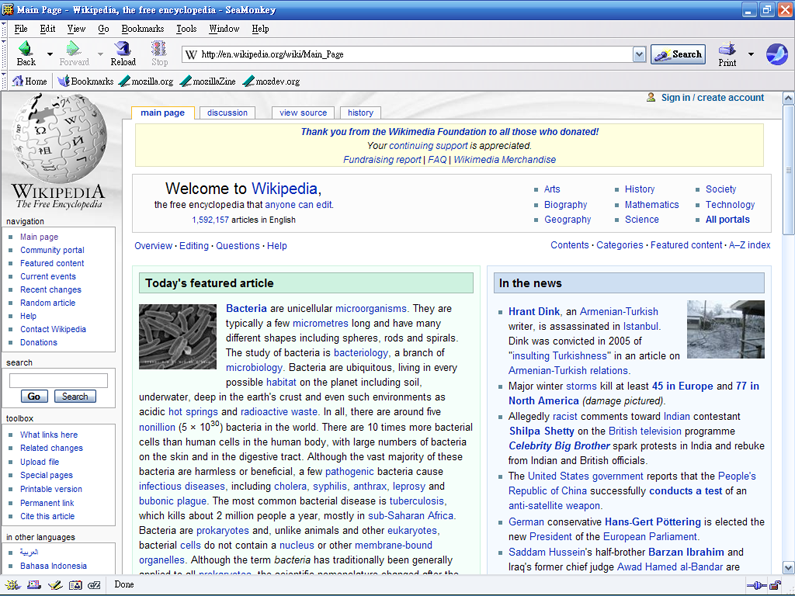 Main Page - Wikipedia, the free encyclopedia - SeaMonkey
File Edit View Go Bookmarks Tools Window Help
Back Forward Reload Stop http://en.wikipedia.org/wiki/Main_Page Search Print
Home Bookmarks mozilla.org mozillaZine mozdev.org
Sign in / create account
main page discussion view source history
Thank you from the Wikimedia Foundation to all those who donated!
Your continuing support is appreciated.
Fundraising report | FAQ | Wikimedia Merchandise
WIKIPEDIA
The Free Encyclopedia
navigation
Main page
Community portal
Featured content
Current events
Recent changes
Random article
Help
Contact Wikipedia
Donations
search
Go Search
toolbox
What links here
Related changes
Upload file
Special pages
Printable version
Permanent link
Cite this article
in other languages
العربية
Bahasa Indonesia
Welcome to Wikipedia,
the free encyclopedia that anyone can edit.
1,592,157 articles in English
Arts History Society
Biography Mathematics Technology
Geography Science All portals
Overview · Editing · Questions · Help
Contents · Categories · Featured content · A–Z index
Today's featured article
Bacteria are unicellular microorganisms. They are
typically a few micrometres long and have many
different shapes including spheres, rods and spirals.
The study of bacteria is bacteriology, a branch of
microbiology. Bacteria are ubiquitous, living in every
possible habitat on the planet including soil,
underwater, deep in the earth's crust and even such environments as
acidic hot springs and radioactive waste. In all, there are around five
nonillion (5 × 10³⁰) bacteria in the world. There are 10 times more bacterial
cells than human cells in the human body, with large numbers of bacteria
on the skin and in the digestive tract. Although the vast majority of these
bacteria are harmless or beneficial, a few pathogenic bacteria cause
infectious diseases, including cholera, syphilis, anthrax, leprosy and
bubonic plague. The most common bacterial disease is tuberculosis,
which kills about 2 million people a year, mostly in sub-Saharan Africa.
Bacteria are prokaryotes and, unlike animals and other eukaryotes,
bacterial cells do not contain a nucleus or other membrane-bound
organelles. Although the term bacteria has traditionally been generally
applied to all prokaryotes, the scientific nomenclature changed after the
In the news
Hrant Dink, an Armenian-Turkish
writer, is assassinated in Istanbul.
Dink was convicted in 2005 of
"insulting Turkishness" in an article on
Armenian-Turkish relations.
Major winter storms kill at least 45 in Europe and 77 in
North America (damage pictured).
Allegedly racist comments toward Indian contestant
Shilpa Shetty on the British television programme
Celebrity Big Brother spark protests in India and rebuke
from Indian and British officials.
The United States government reports that the People's
Republic of China successfully conducts a test of an
anti-satellite weapon.
German conservative Hans-Gert Pöttering is elected the
new President of the European Parliament.
Saddam Hussein's half-brother Barzan Ibrahim and
Iraq's former chief judge Awad Hamed al-Bandar are
Done